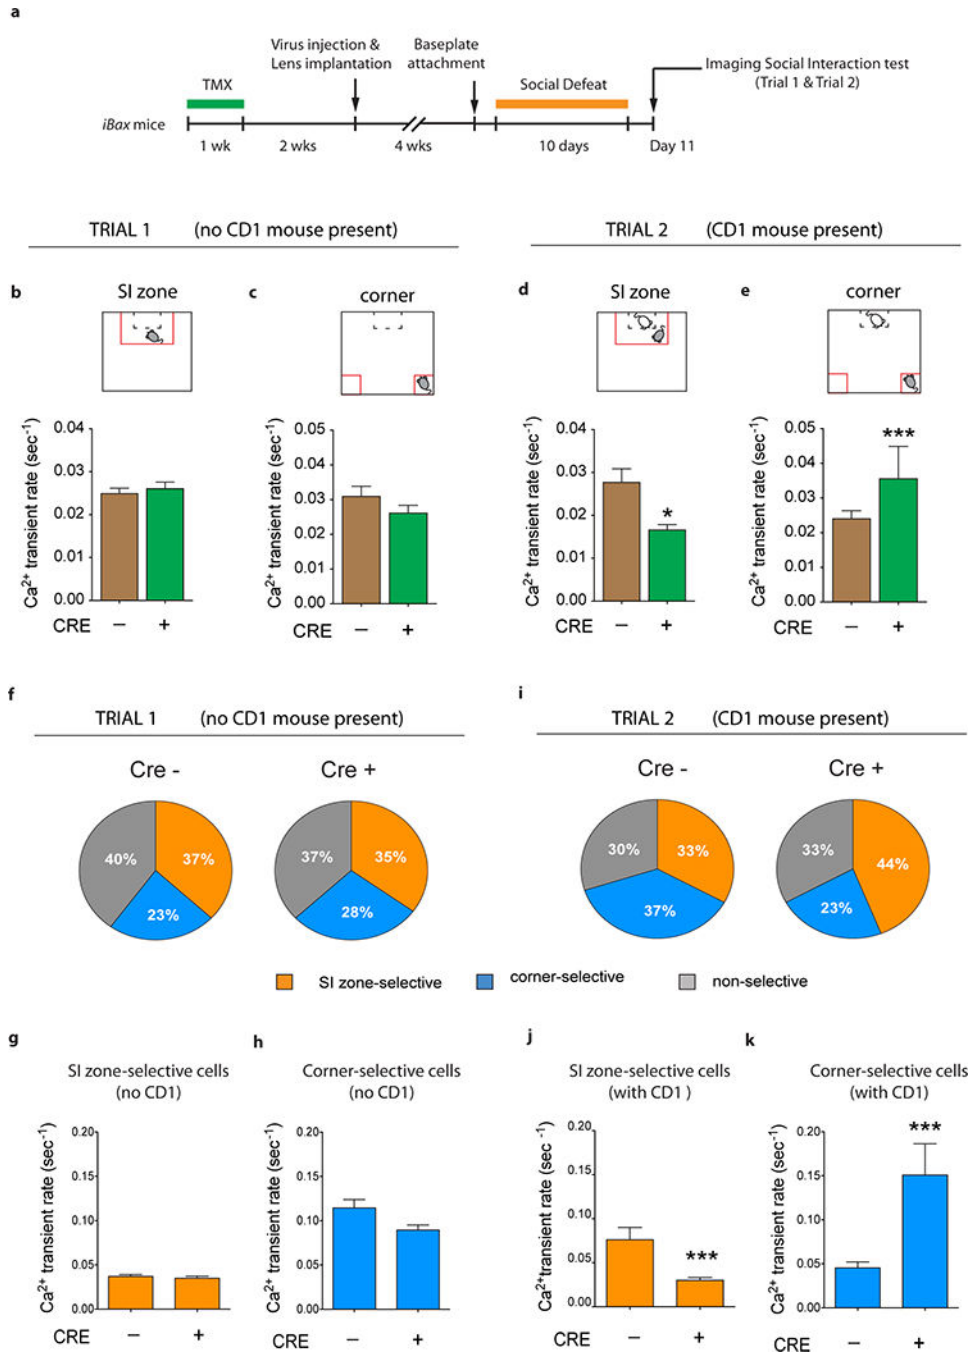 a
Virus injection &
Lens implantation
Baseplate
attachment
Imaging Social Interaction test
(Trial 1 & Trial 2)
TMX
Social Defeat
iBax mice
1 wk
2 wks
4 wks
10 days
Day 11
TRIAL 1 (no CD1 mouse present)
TRIAL 2 (CD1 mouse present)
b
SI zone
c
corner
d
SI zone
e
corner
Ca²⁺ transient rate (sec⁻¹)
0.04
0.03
0.02
0.01
0.00
CRE – +
Ca²⁺ transient rate (sec⁻¹)
0.05
0.04
0.03
0.02
0.01
0.00
CRE – +
Ca²⁺ transient rate (sec⁻¹)
0.04
0.03
0.02
0.01
0.00
*
CRE – +
Ca²⁺ transient rate (sec⁻¹)
0.05
0.04
0.03
0.02
0.01
0.00
***
CRE – +
f
TRIAL 1 (no CD1 mouse present)
Cre - Cre +
40% 37%
23%
37% 35%
28%
i
TRIAL 2 (CD1 mouse present)
Cre - Cre +
30% 33%
37%
33% 44%
23%
SI zone-selective
corner-selective
non-selective
g
SI zone-selective cells
(no CD1)
Ca²⁺ transient rate (sec⁻¹)
0.20
0.15
0.10
0.05
0.00
CRE – +
h
Corner-selective cells
(no CD1)
Ca²⁺ transient rate (sec⁻¹)
0.20
0.15
0.10
0.05
0.00
CRE – +
j
SI zone-selective cells
(with CD1 )
Ca²⁺transient rate (sec ⁻¹)
0.20
0.15
0.10
0.05
0.00
***
CRE – +
k
Corner-selective cells
(with CD1)
Ca²⁺ transient rate (sec⁻¹)
0.20
0.15
0.10
0.05
0.00
***
CRE – +